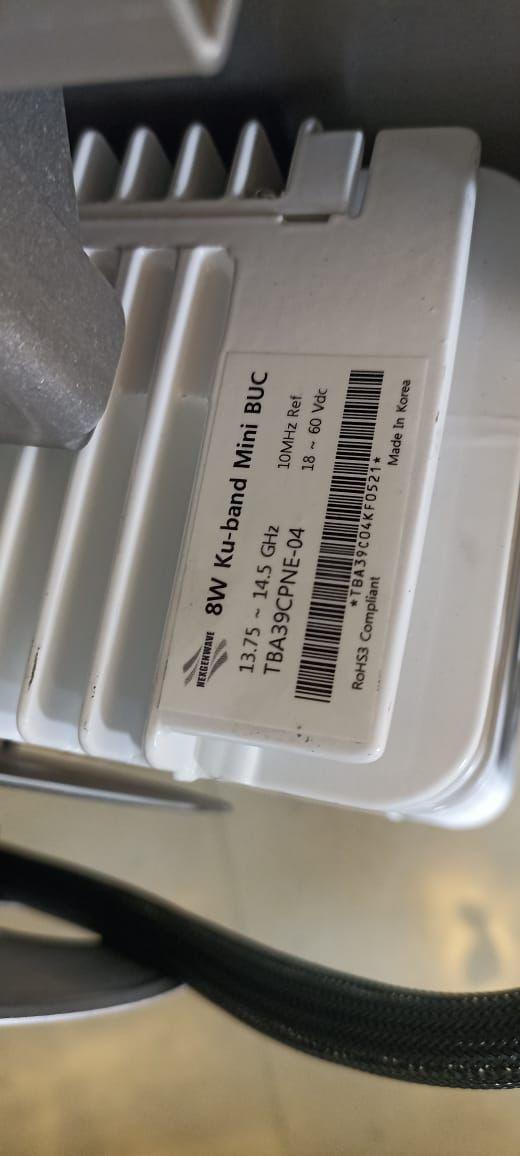 NEXGENWAVE
8W Ku-band Mini BUC
13.75 ~ 14.5 GHz 10MHz Ref.
TBA39CPNE-04 18 ~ 60 Vdc
*TBA39C04KF0521*
RoHS3 Compliant Made In Korea